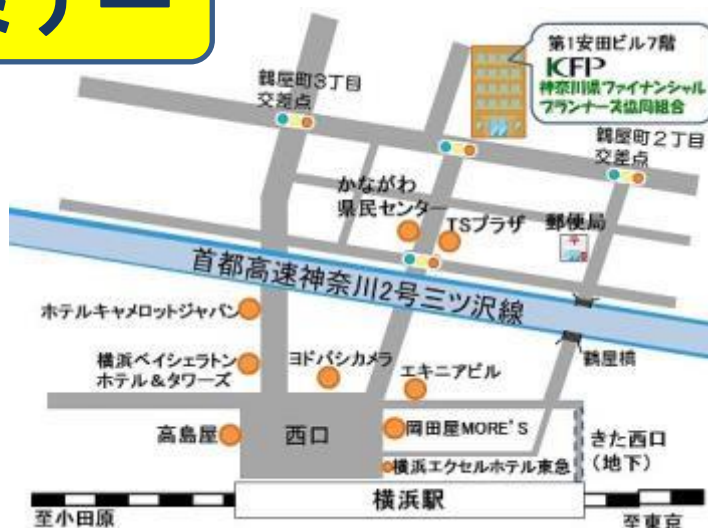 ミナー
第1安田ビル7階
KFP
神奈川県ファイナンシャル
プランナーズ協同組合
鶴屋町3丁目
交差点
鶴屋町2丁目
交差点
かながわ
県民センター
TSプラザ
郵便局
首都高速神奈川2号三ツ沢線
ホテルキャメロットジャパン
横浜ベイシェラトン
ホテル&タワーズ
ヨドバシカメラ
エキニアビル
鶴屋橋
高島屋
西口
岡田屋MORE'S
横浜エクセルホテル東急
きた西口
(地下)
横浜駅
至小田原
至東京